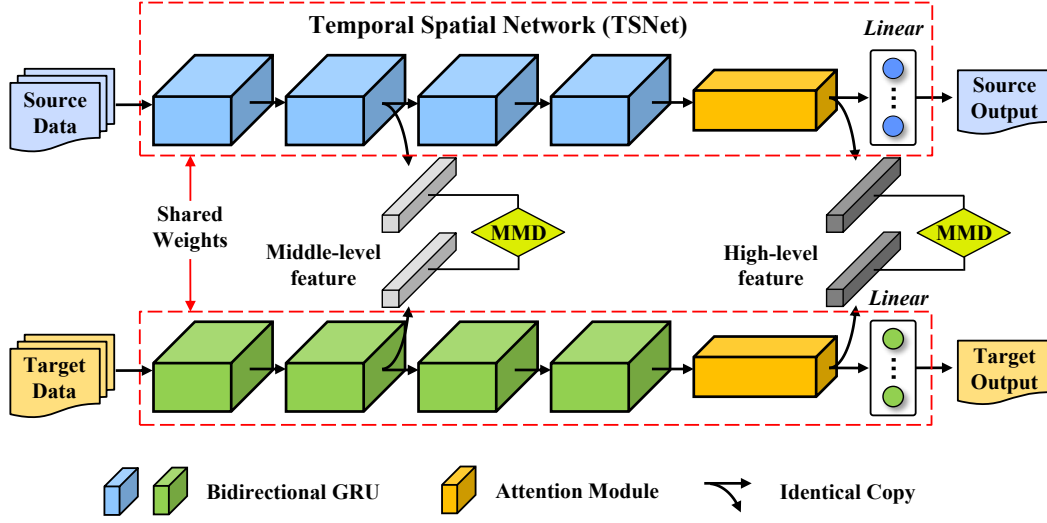 Temporal Spatial Network (TSNet)
Linear
Source
Data
Source
Output
Shared
Weights
Middle-level
feature
MMD
High-level
feature
MMD
Linear
Target
Data
Target
Output
Bidirectional GRU
Attention Module
Identical Copy